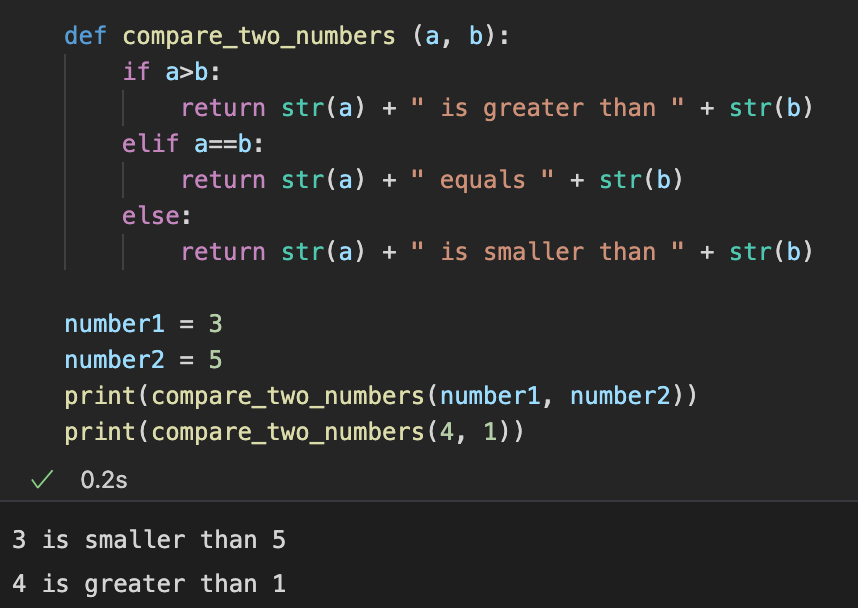 def compare_two_numbers (a, b):
    if a>b:
        return str(a) + " is greater than " + str(b)
    elif a==b:
        return str(a) + " equals " + str(b)
    else:
        return str(a) + " is smaller than " + str(b)

number1 = 3
number2 = 5
print(compare_two_numbers(number1, number2))
print(compare_two_numbers(4, 1))
✓ 0.2s
3 is smaller than 5
4 is greater than 1